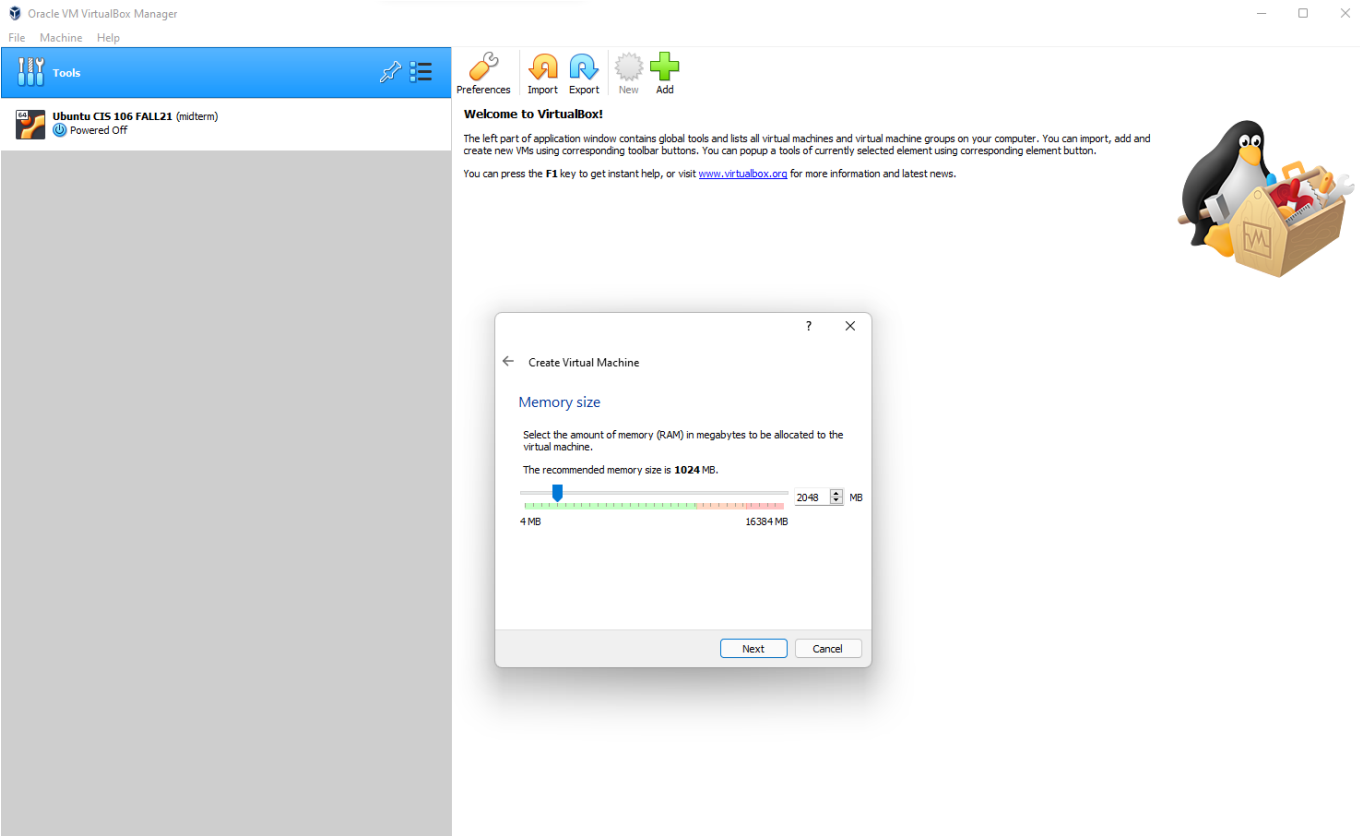 Oracle VM VirtualBox Manager
File Machine Help
Tools
Preferences Import Export New Add
64
Ubuntu CIS 106 FALL21 (midterm)
Powered Off
Welcome to VirtualBox!
The left part of application window contains global tools and lists all virtual machines and virtual machine groups on your computer. You can import, add and
create new VMs using corresponding toolbar buttons. You can popup a tools of currently selected element using corresponding element button.
You can press the F1 key to get instant help, or visit www.virtualbox.org for more information and latest news.
?
Create Virtual Machine
Memory size
Select the amount of memory (RAM) in megabytes to be allocated to the
virtual machine.
The recommended memory size is 1024 MB.
2048 MB
4 MB 16384 MB
Next Cancel